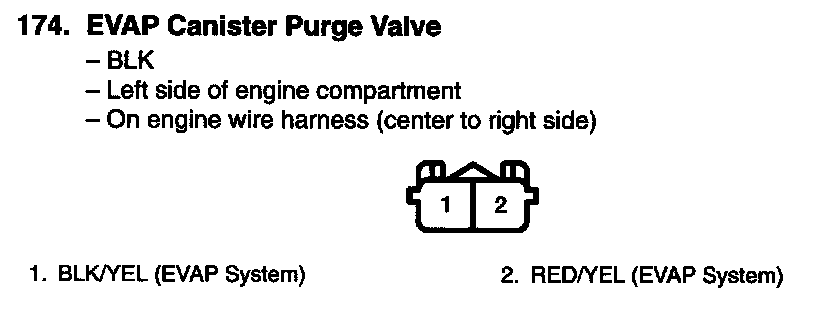 174. EVAP Canister Purge Valve
– BLK
– Left side of engine compartment
– On engine wire harness (center to right side)
1 2
1. BLK/YEL (EVAP System) 2. RED/YEL (EVAP System)